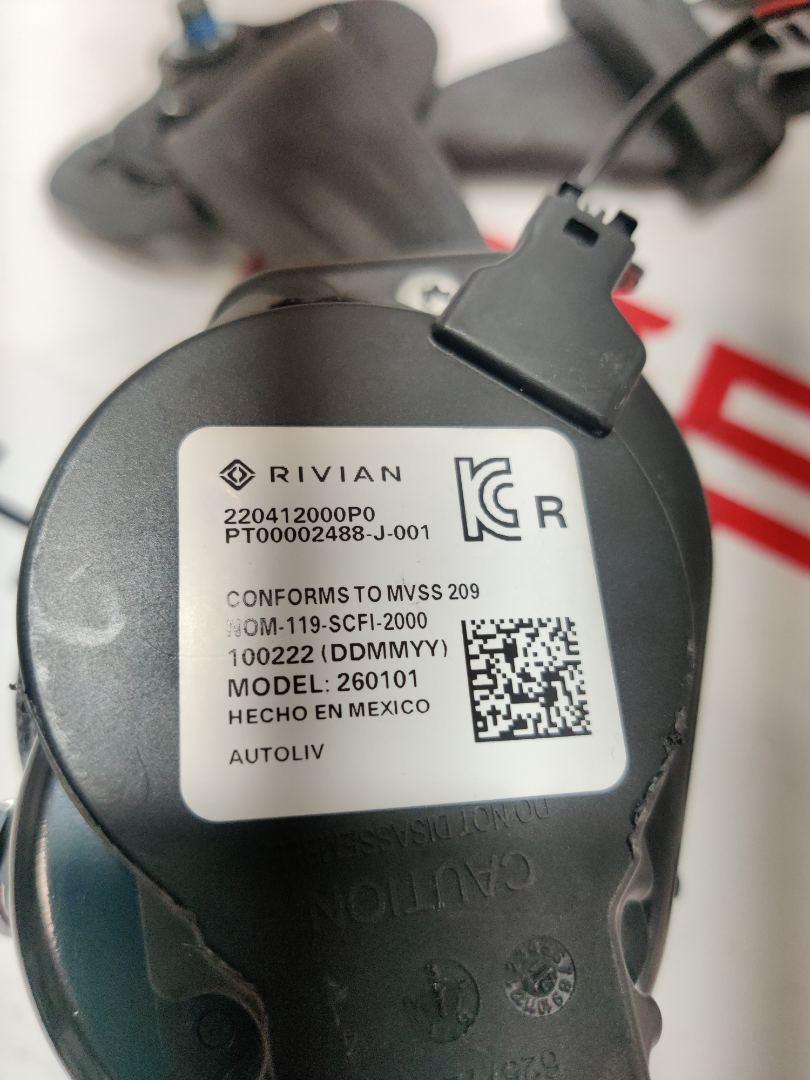 RIVIAN
220412000P0
PT00002488-J-001
R
CONFORMS TO MVSS 209
NOM-119-SCFI-2000
100222 (DDMMYY)
MODEL: 260101
HECHO EN MEXICO
AUTOLIV
DO NOT DISASSEMBLE
CAUTION